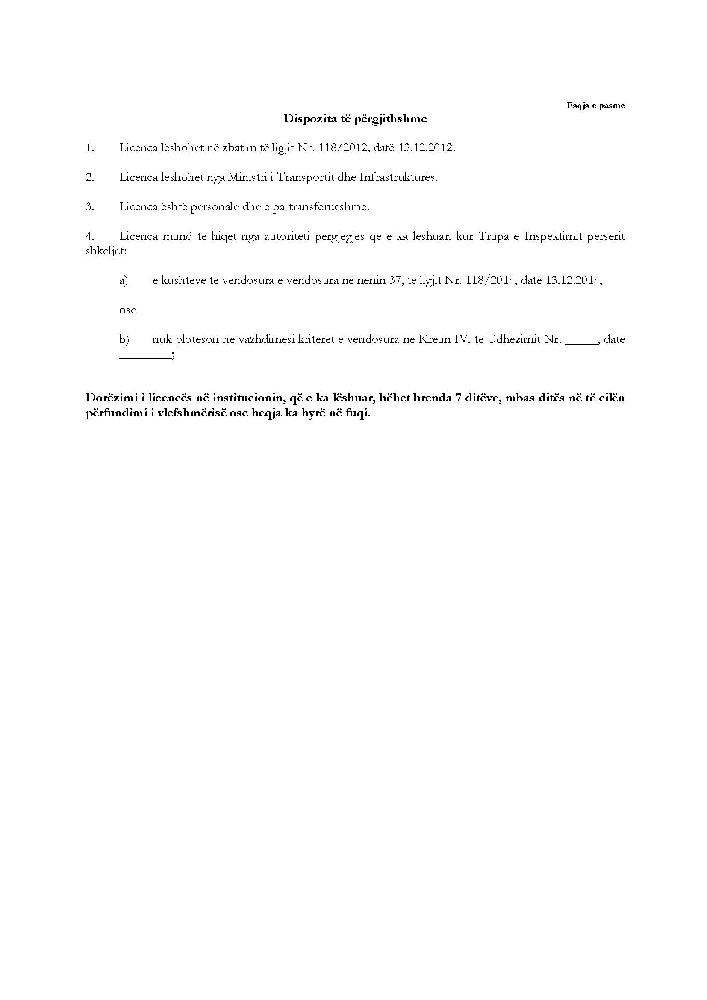 Faqja e pasme
Dispozita të përgjithshme
1. Licenca lëshohet në zbatim të ligjit Nr. 118/2012, datë 13.12.2012.
2. Licenca lëshohet nga Ministri i Transportit dhe Infrastrukturës.
3. Licenca është personale dhe e pa-transferueshme.
4. Licenca mund të hiqet nga autoriteti përgjegjës që e ka lëshuar, kur Trupa e Inspektimit përsërit
shkeljet:
a) e kushteve të vendosura e vendosura në nenin 37, të ligjit Nr. 118/2014, datë 13.12.2014,
ose
b) nuk plotëson në vazhdimësi kriteret e vendosura në Kreun IV, të Udhëzimit Nr. _____, datë
________;
Dorëzimi i licencës në institucionin, që e ka lëshuar, bëhet brenda 7 ditëve, mbas ditës në të cilën
përfundimi i vlefshmërisë ose heqja ka hyrë në fuqi.